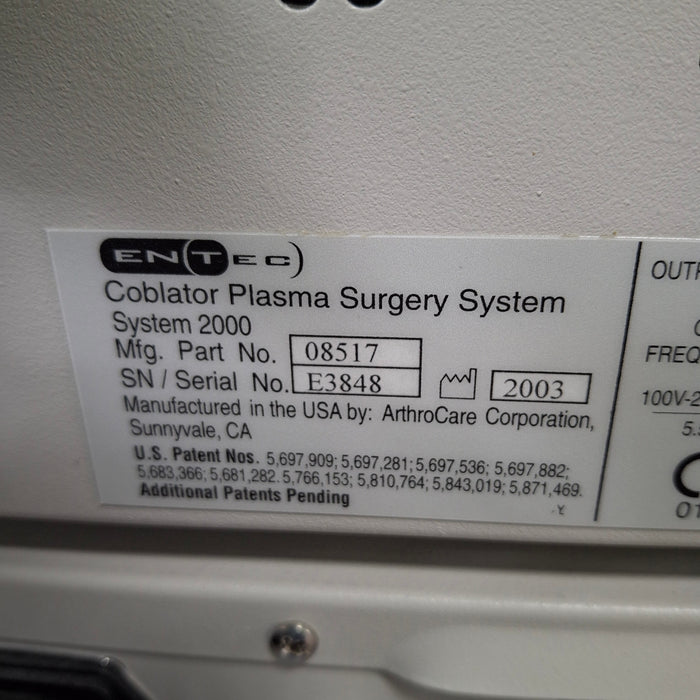 ENTEC
Coblator Plasma Surgery System
System 2000
Mfg. Part No. 08517
SN / Serial No. E3848 2003
Manufactured in the USA by: ArthroCare Corporation,
Sunnyvale, CA
U.S. Patent Nos. 5,697,909; 5,697,281; 5,697,536; 5,697,882;
5,683,366; 5,681,282. 5,766,153; 5,810,764; 5,843,019; 5,871,469.
Additional Patents Pending
Y
OUTP
FREQ
100V-2
5.
01